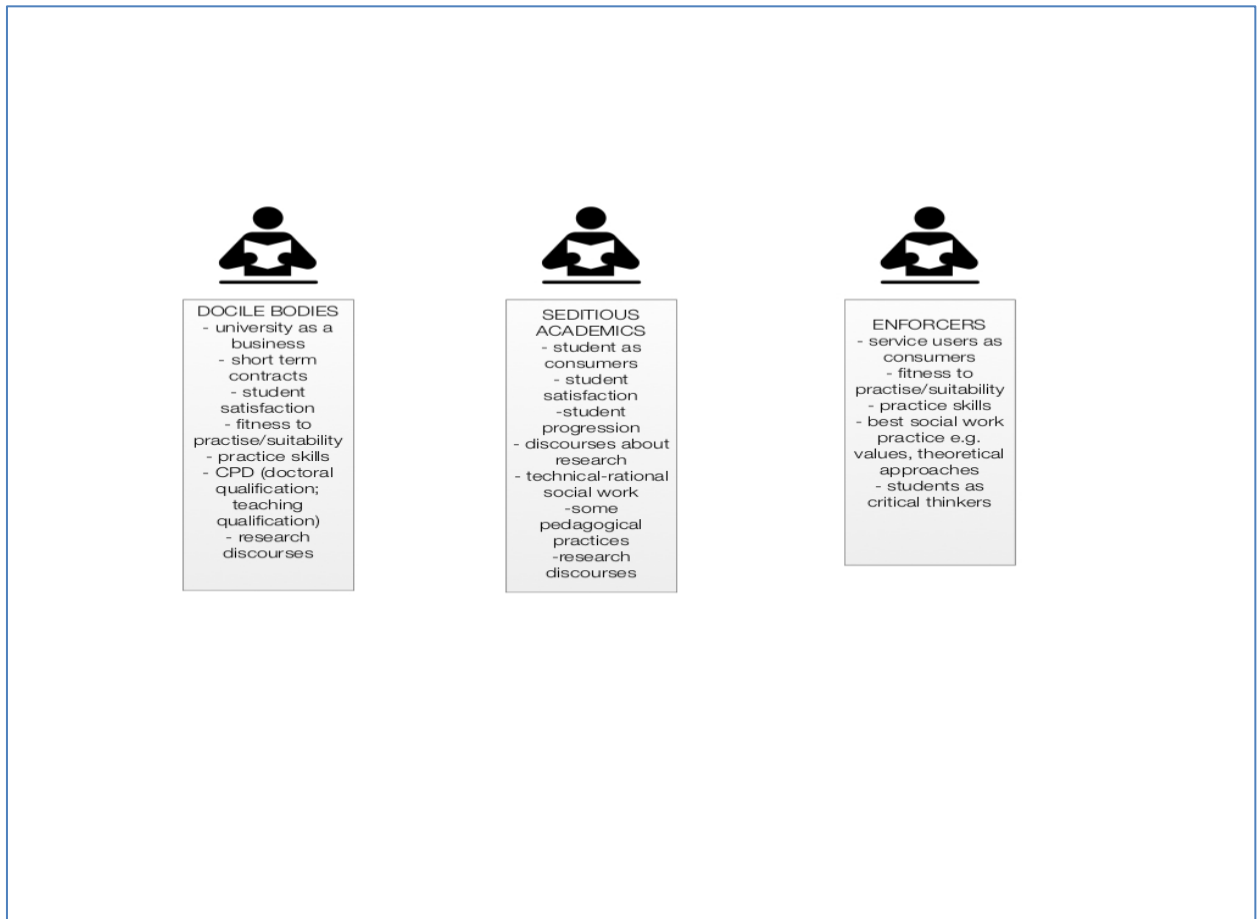 DOCILE BODIES
- university as a
business
- short term
contracts
- student
satisfaction
- fitness to
practise/suitability
- practice skills
- CPD (doctoral
qualification;
teaching
qualification)
- research
discourses
SEDITIOUS
ACADEMICS
- student as
consumers
- student
satisfaction
-student
progression
- discourses about
research
- technical-rational
social work
-some
pedagogical
practices
-research
discourses
ENFORCERS
- service users as
consumers
- fitness to
practise/suitability
- practice skills
- best social work
practice e.g.
values, theoretical
approaches
- students as
critical thinkers